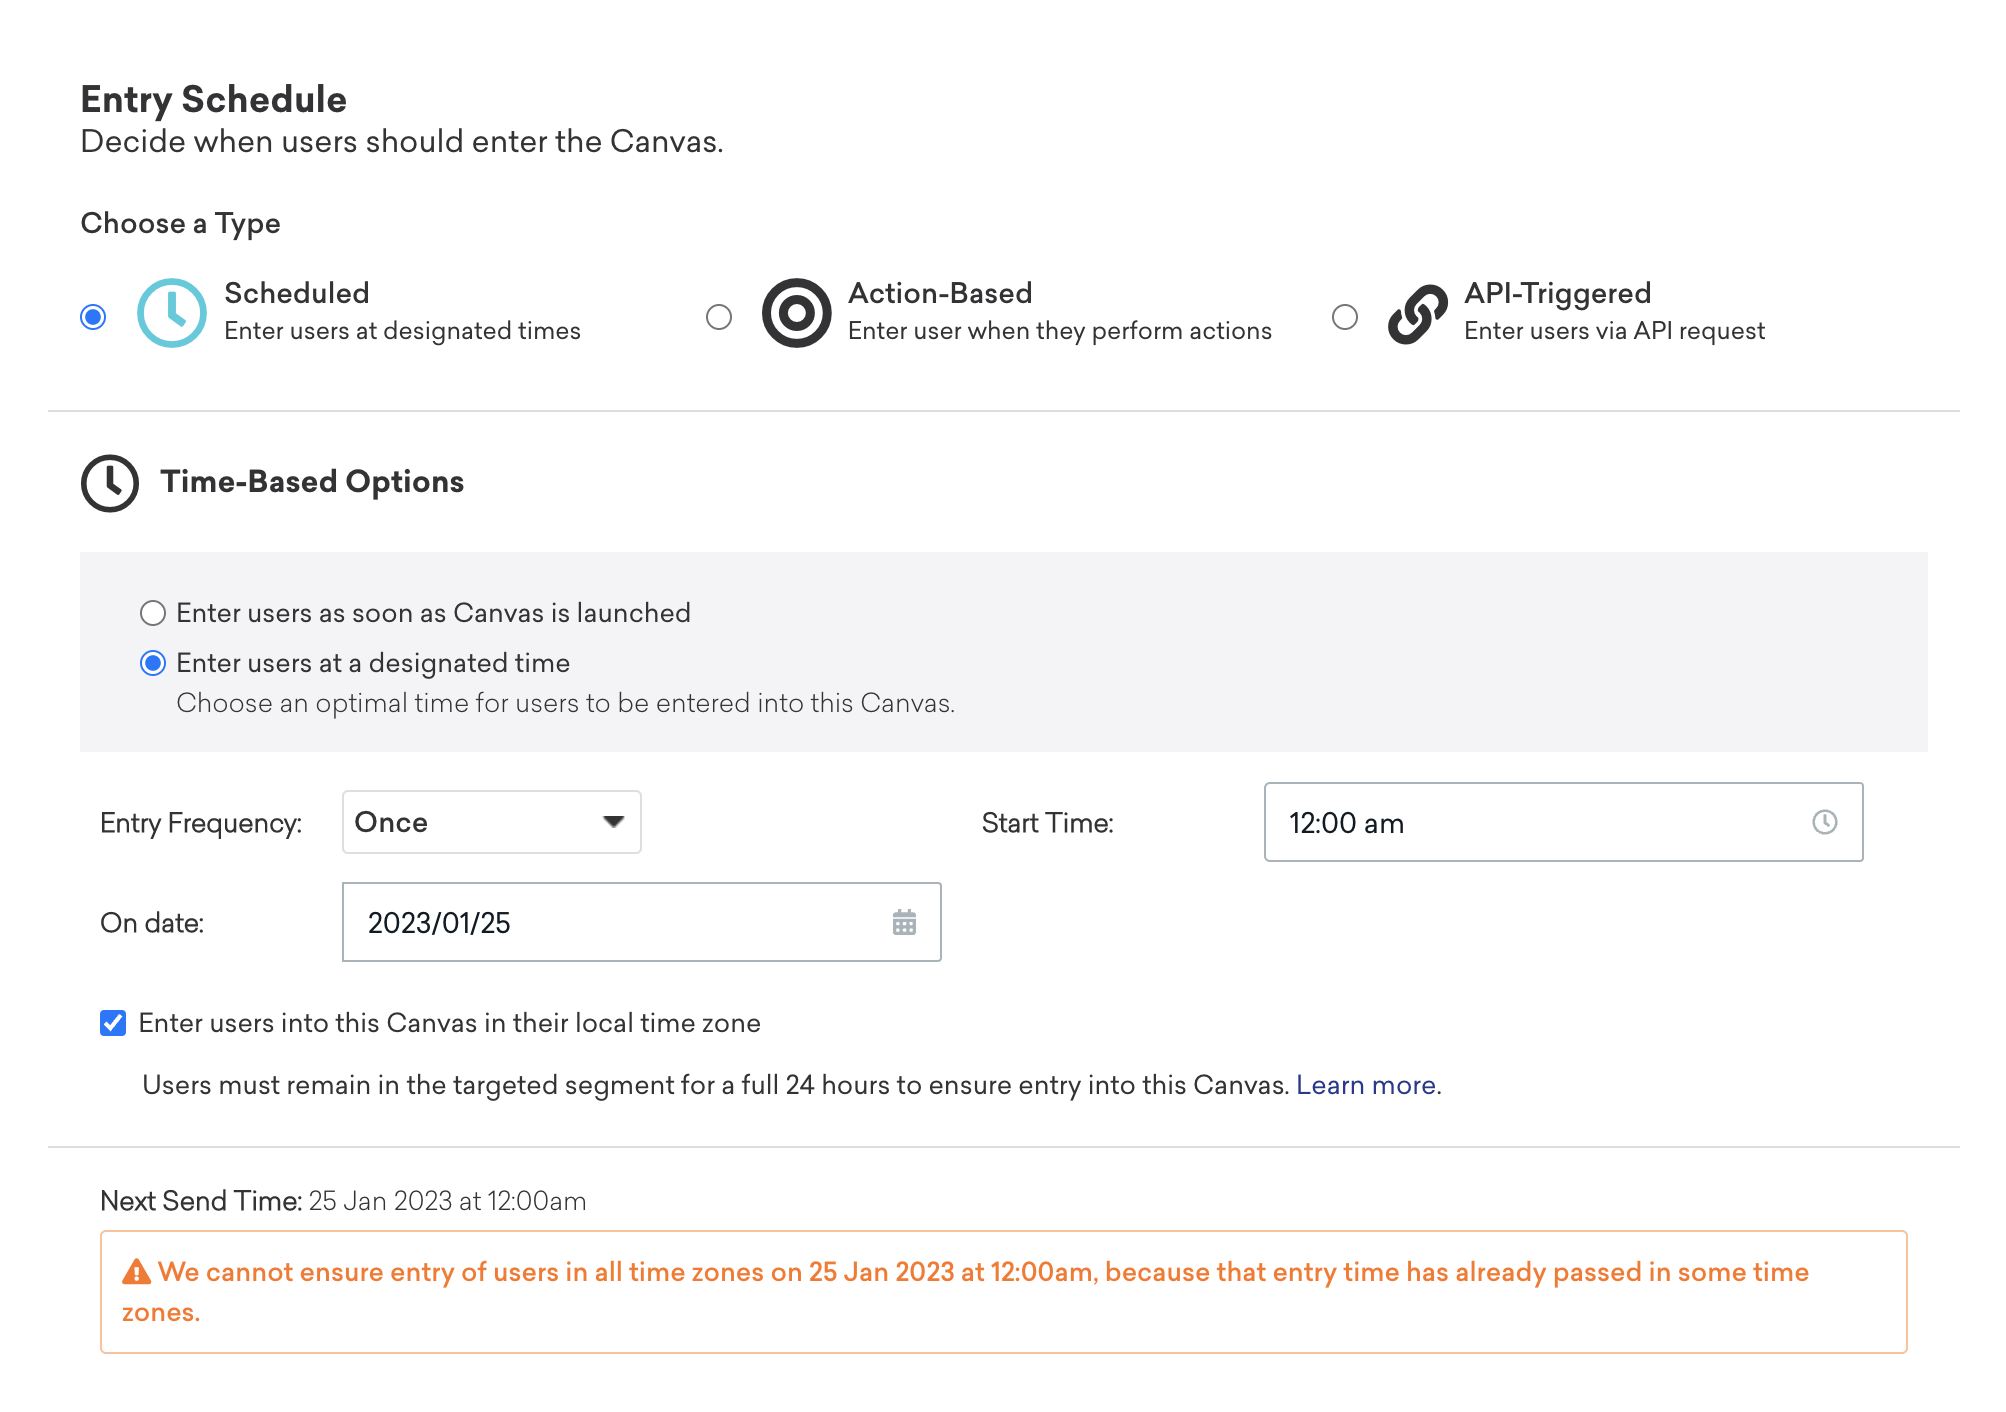 Entry Schedule
Decide when users should enter the Canvas.
Choose a Type
Scheduled
Enter users at designated times
Action-Based
Enter user when they perform actions
API-Triggered
Enter users via API request
Time-Based Options
Enter users as soon as Canvas is launched
Enter users at a designated time
Choose an optimal time for users to be entered into this Canvas.
Entry Frequency: Once
Start Time: 12:00 am
On date: 2023/01/25
Enter users into this Canvas in their local time zone
Users must remain in the targeted segment for a full 24 hours to ensure entry into this Canvas. Learn more.
Next Send Time: 25 Jan 2023 at 12:00am
We cannot ensure entry of users in all time zones on 25 Jan 2023 at 12:00am, because that entry time has already passed in some time
zones.